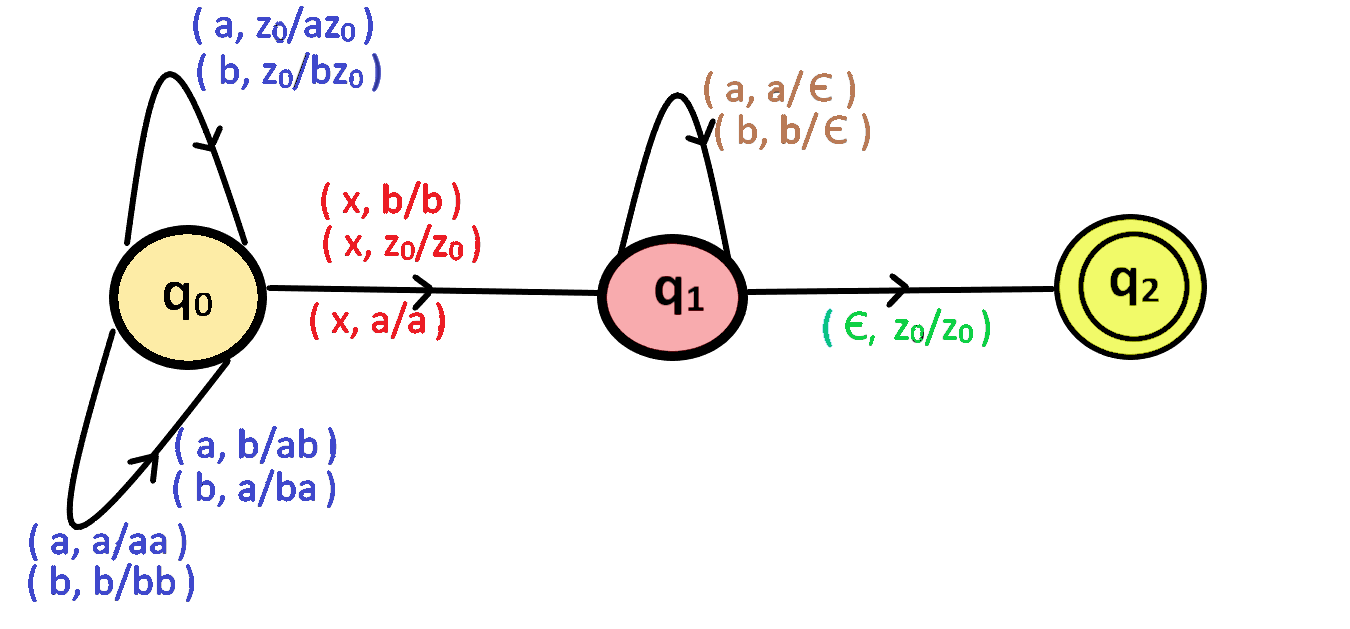 ( a, z₀/az₀ )
( b, z₀/bz₀ )
( a, a/Є )
( b, b/Є )
( x, b/b )
( x, z₀/z₀ )
q₀
q₁
q₂
( x, a/a )
( Є, z₀/z₀ )
( a, b/ab )
( b, a/ba )
( a, a/aa )
( b, b/bb )